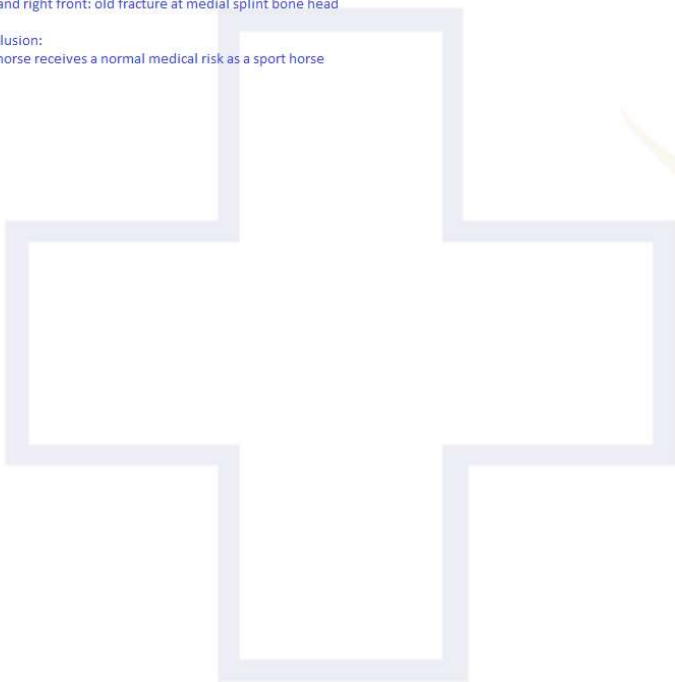 and right front: old fracture at medial splint bone head
lusion:
horse receives a normal medical risk as a sport horse